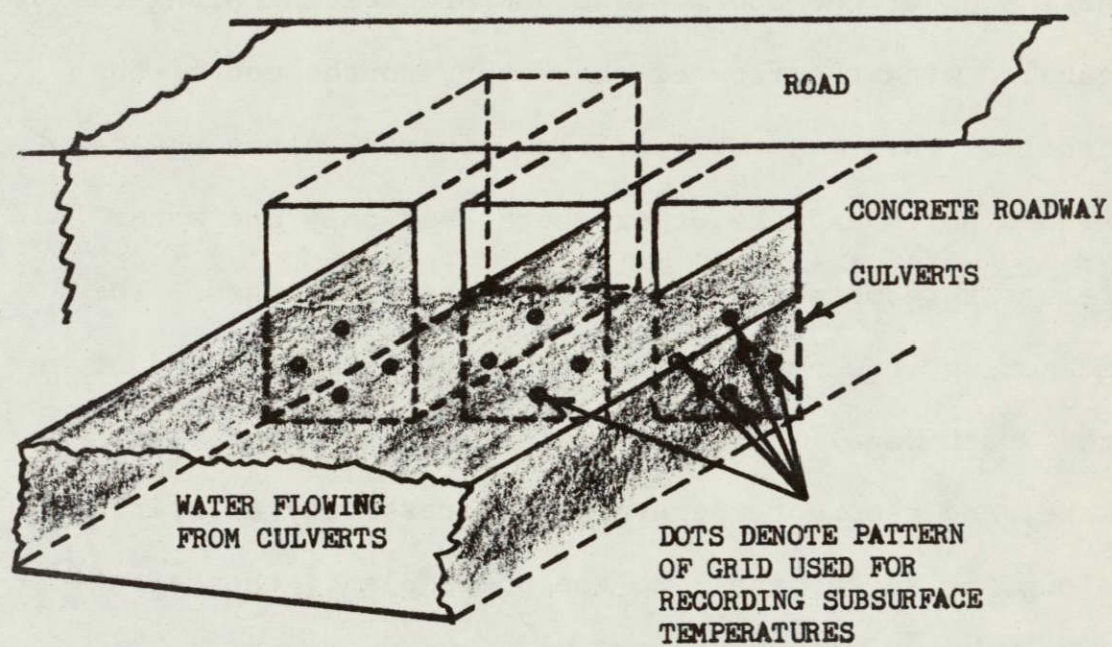 ROAD
CONCRETE ROADWAY
CULVERTS
WATER FLOWING
FROM CULVERTS
DOTS DENOTE PATTERN
OF GRID USED FOR
RECORDING SUBSURFACE
TEMPERATURES